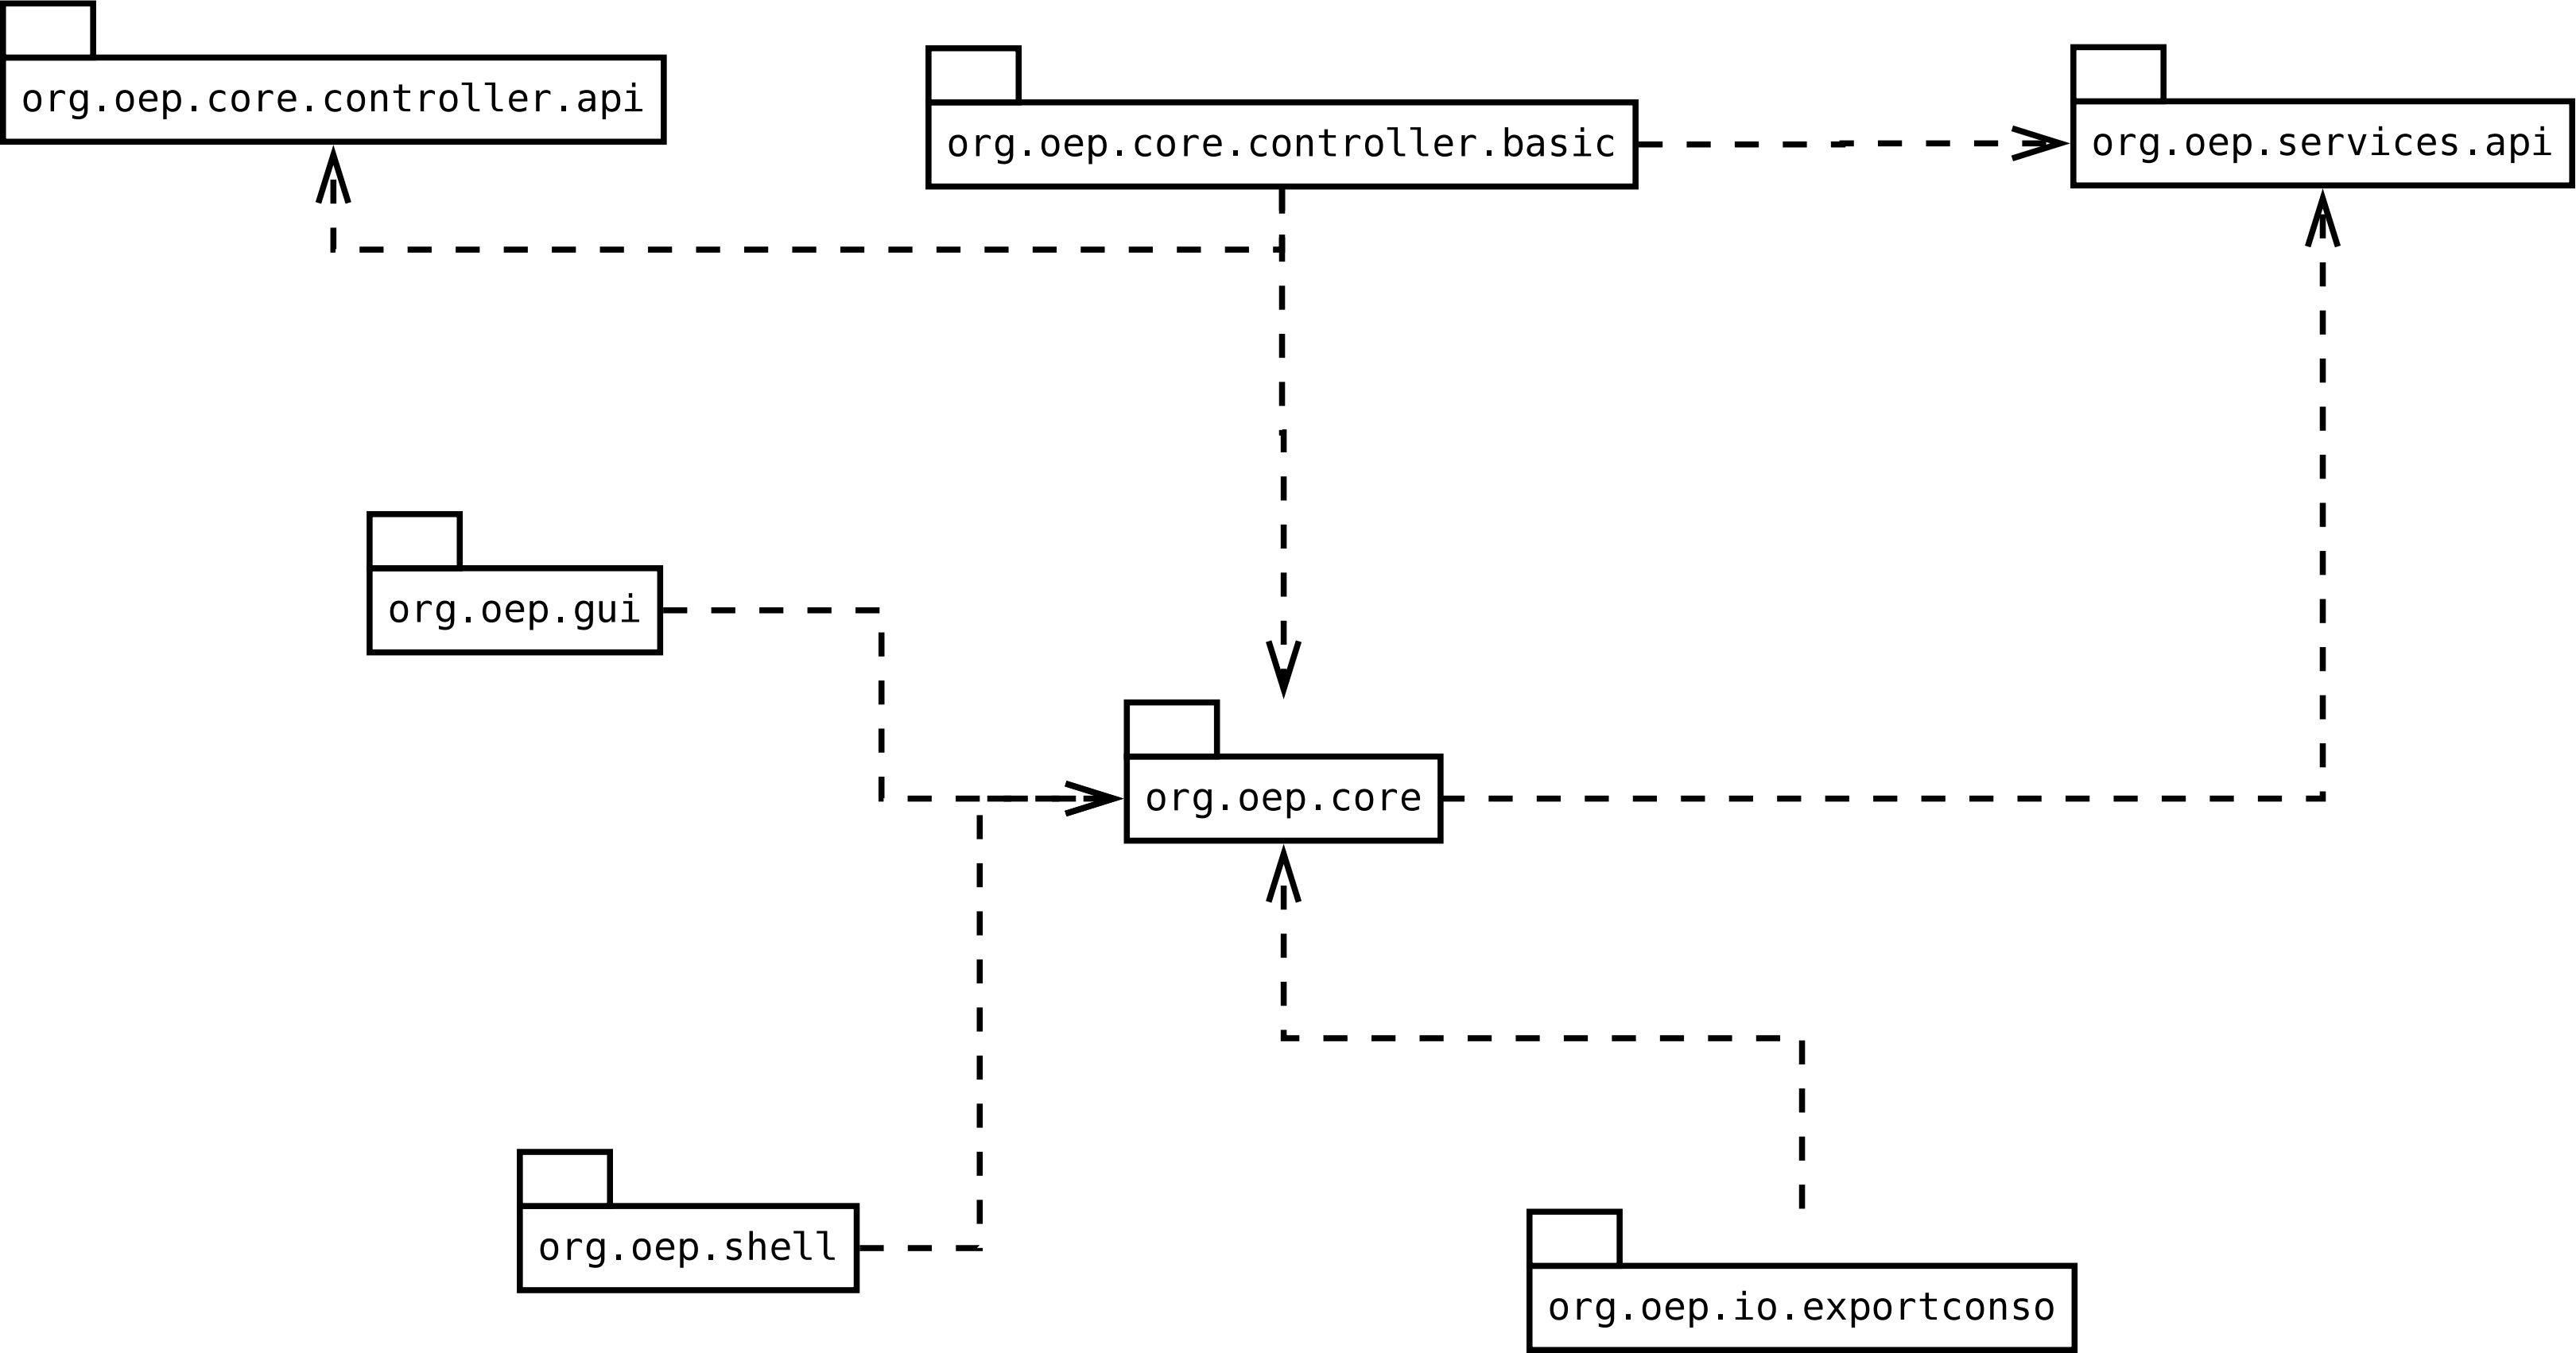 org.oep.core.controller.api
org.oep.core.controller.basic
org.oep.services.api
org.oep.gui
org.oep.core
org.oep.shell
org.oep.io.exportconso